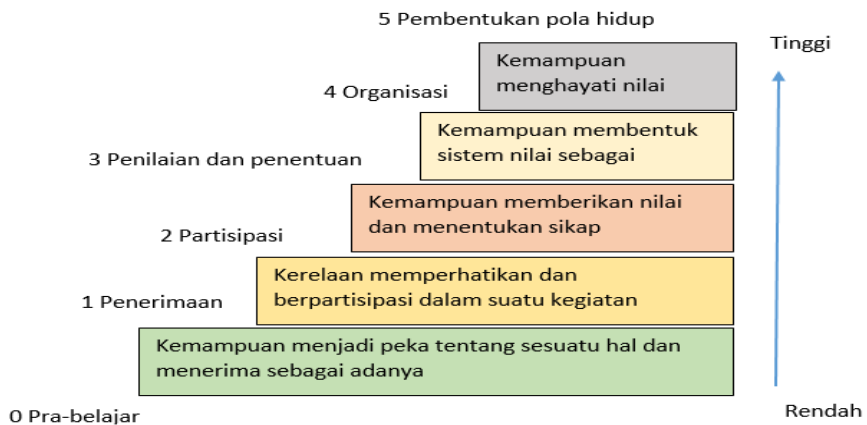 5 Pembentukan pola hidup
Tinggi
Kemampuan
menghayati nilai
4 Organisasi
Kemampuan membentuk
sistem nilai sebagai
3 Penilaian dan penentuan
Kemampuan memberikan nilai
dan menentukan sikap
2 Partisipasi
Kerelaan memperhatikan dan
berpartisipasi dalam suatu kegiatan
1 Penerimaan
Kemampuan menjadi peka tentang sesuatu hal dan
menerima sebagai adanya
0 Pra-belajar
Rendah